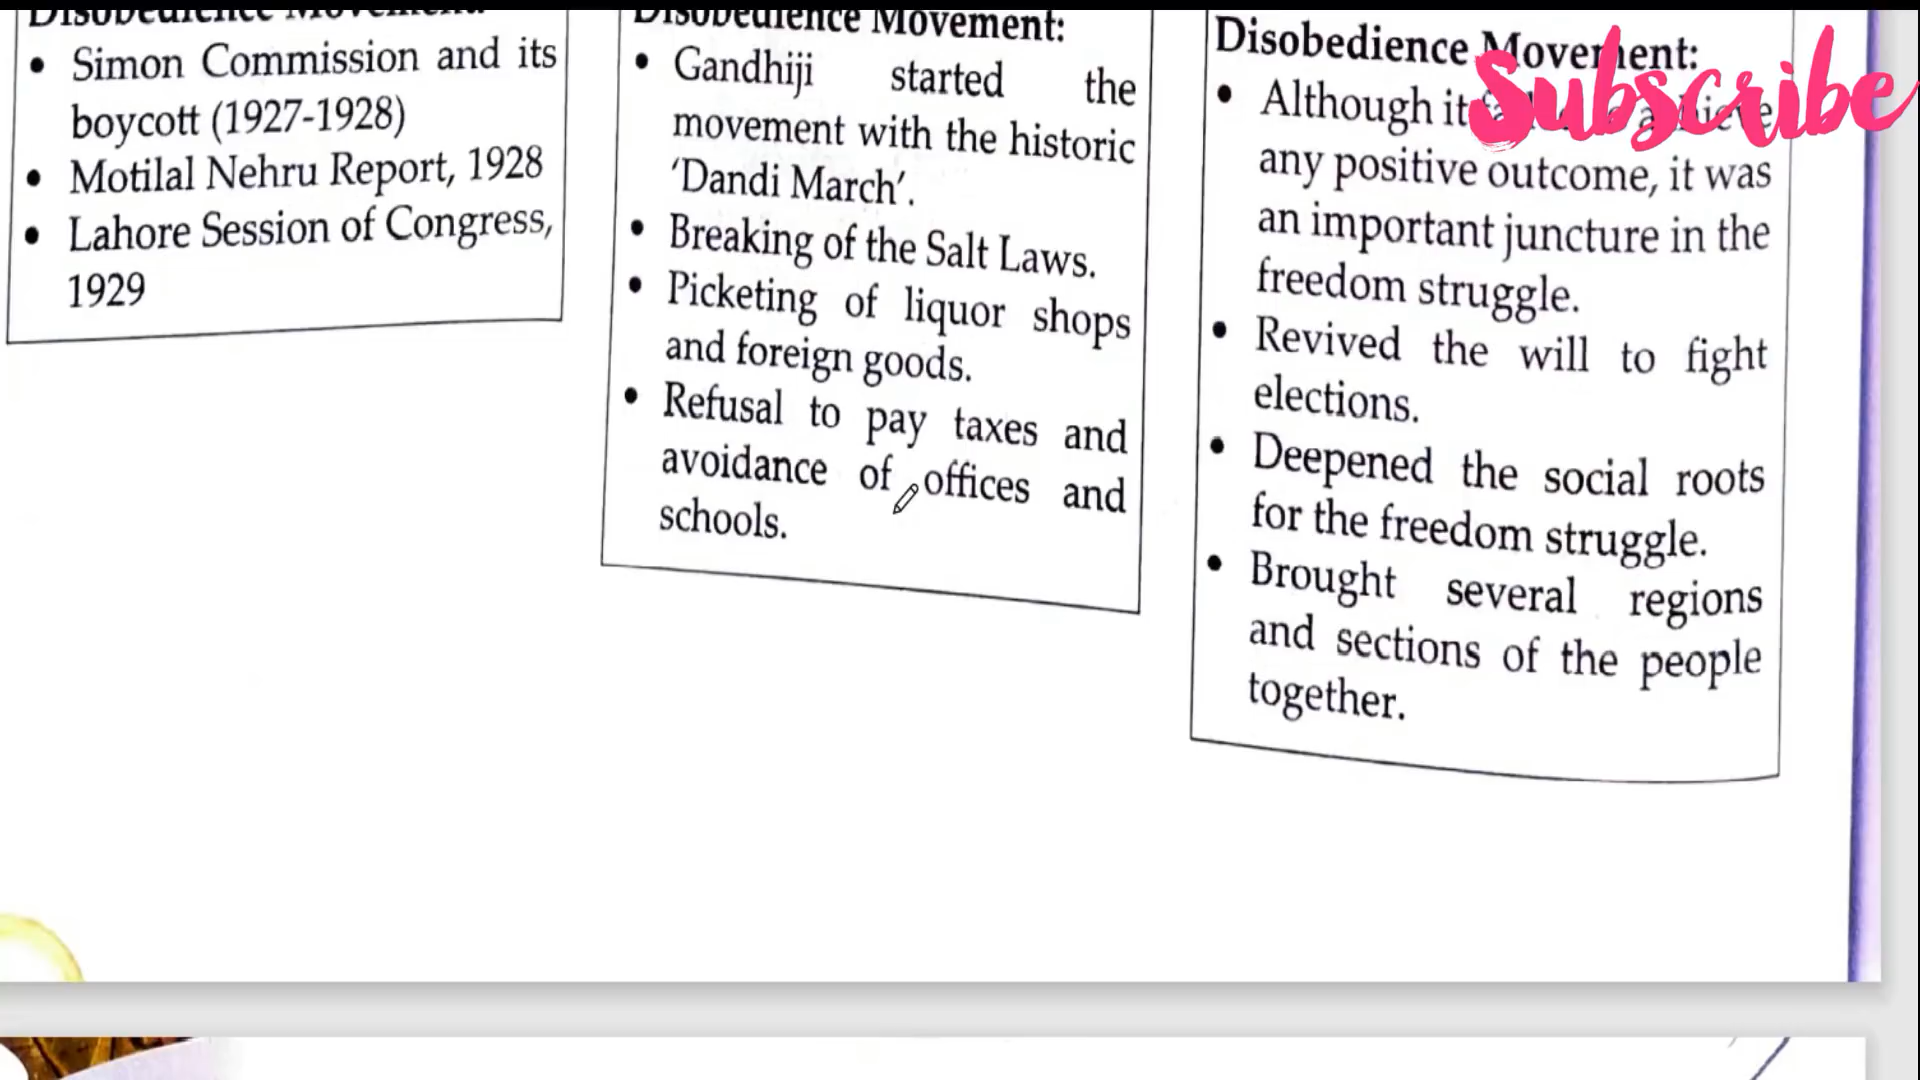 Disobedience Movement:
• Simon Commission and its
boycott (1927-1928)
• Motilal Nehru Report, 1928
• Lahore Session of Congress,
1929
Disobedience Movement:
• Gandhiji started the
movement with the historic
‘Dandi March’.
• Breaking of the Salt Laws.
• Picketing of liquor shops
and foreign goods.
• Refusal to pay taxes and
avoidance of offices and
schools.
Disobedience Movement:
• Although it
any positive outcome, it was
an important juncture in the
freedom struggle.
• Revived the will to fight
elections.
• Deepened the social roots
for the freedom struggle.
• Brought several regions
and sections of the people
together.
Subscribe